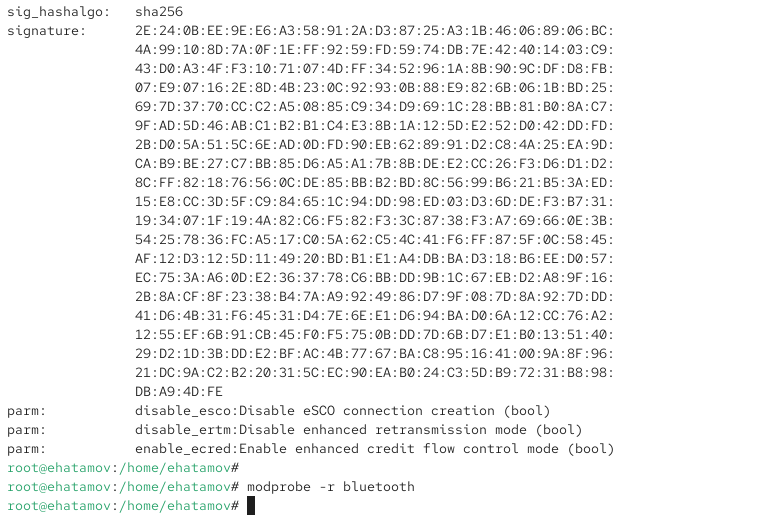 sig_hashalgo:   sha256
signature:      2E:24:0B:EE:9E:E6:A3:58:91:2A:D3:87:25:A3:1B:46:06:89:06:BC:
                4A:99:10:8D:7A:0F:1E:FF:92:59:FD:59:74:DB:7E:42:40:14:03:C9:
                43:D0:A3:4F:F3:10:71:07:4D:FF:34:52:96:1A:8B:90:9C:DF:D8:FB:
                07:E9:07:16:2E:8D:4B:23:0C:92:93:0B:88:E9:82:6B:06:1B:BD:25:
                69:7D:37:70:CC:C2:A5:08:85:C9:34:D9:69:1C:28:BB:81:B0:8A:C7:
                9F:AD:5D:46:AB:C1:B2:B1:C4:E3:8B:1A:12:5D:E2:52:D0:42:DD:FD:
                2B:D0:5A:51:5C:6E:AD:0D:FD:90:EB:62:89:91:D2:C8:4A:25:EA:9D:
                CA:B9:BE:27:C7:BB:85:D6:A5:A1:7B:8B:DE:E2:CC:26:F3:D6:D1:D2:
                8C:FF:82:18:76:56:0C:DE:85:BB:B2:BD:8C:56:99:B6:21:B5:3A:ED:
                15:E8:CC:3D:5F:C9:84:65:1C:94:DD:98:ED:03:D3:6D:DE:F3:B7:31:
                19:34:07:1F:19:4A:82:C6:F5:82:F3:3C:87:38:F3:A7:69:66:0E:3B:
                54:25:78:36:FC:A5:17:C0:5A:62:C5:4C:41:F6:FF:87:5F:0C:58:45:
                AF:12:D3:12:5D:11:49:20:BD:B1:E1:A4:DB:BA:D3:18:B6:EE:D0:57:
                EC:75:3A:A6:0D:E2:36:37:78:C6:BB:DD:9B:1C:67:EB:D2:A8:9F:16:
                2B:8A:CF:8F:23:38:B4:7A:A9:92:49:86:D7:9F:08:7D:8A:92:7D:DD:
                41:D6:4B:31:F6:45:31:D4:7E:6E:E1:D6:94:BA:D0:6A:12:CC:76:A2:
                12:55:EF:6B:91:CB:45:F0:F5:75:0B:DD:7D:6B:D7:E1:B0:13:51:40:
                29:D2:1D:3B:DD:E2:BF:AC:4B:77:67:BA:C8:95:16:41:00:9A:8F:96:
                21:DC:9A:C2:B2:20:31:5C:EC:90:EA:B0:24:C3:5D:B9:72:31:B8:98:
                DB:A9:4D:FE
parm:           disable_esco:Disable eSCO connection creation (bool)
parm:           disable_ertm:Disable enhanced retransmission mode (bool)
parm:           enable_ecred:Enable enhanced credit flow control mode (bool)
root@ehatamov:/home/ehatamov#
root@ehatamov:/home/ehatamov# modprobe -r bluetooth
root@ehatamov:/home/ehatamov#